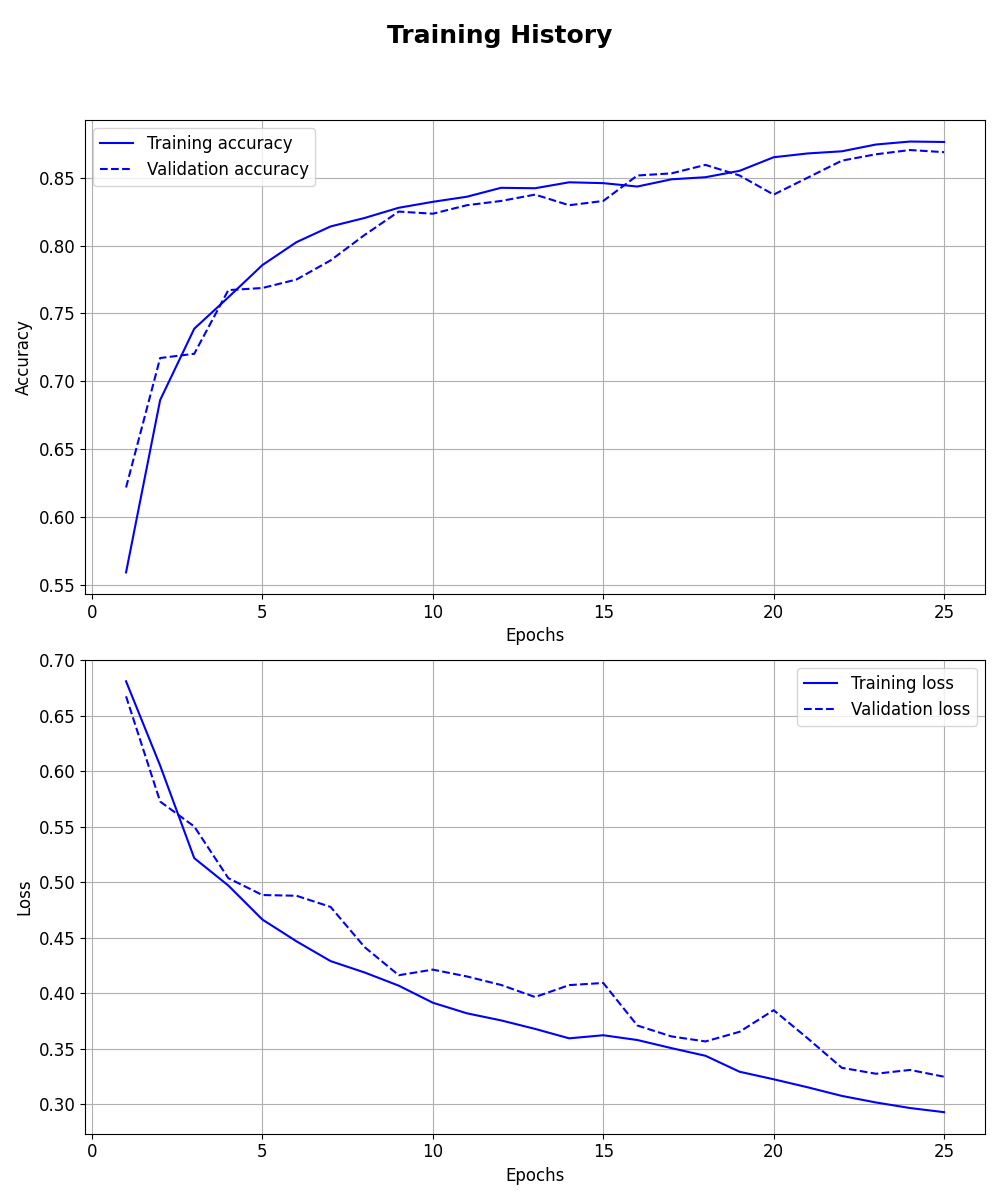 Training History
Training accuracy
Validation accuracy
0.85
0.80
0.75
0.70
0.65
0.60
0.55
Accuracy
0 5 10 15 20 25
Epochs
Training loss
Validation loss
0.70
0.65
0.60
0.55
0.50
0.45
0.40
0.35
0.30
Loss
0 5 10 15 20 25
Epochs